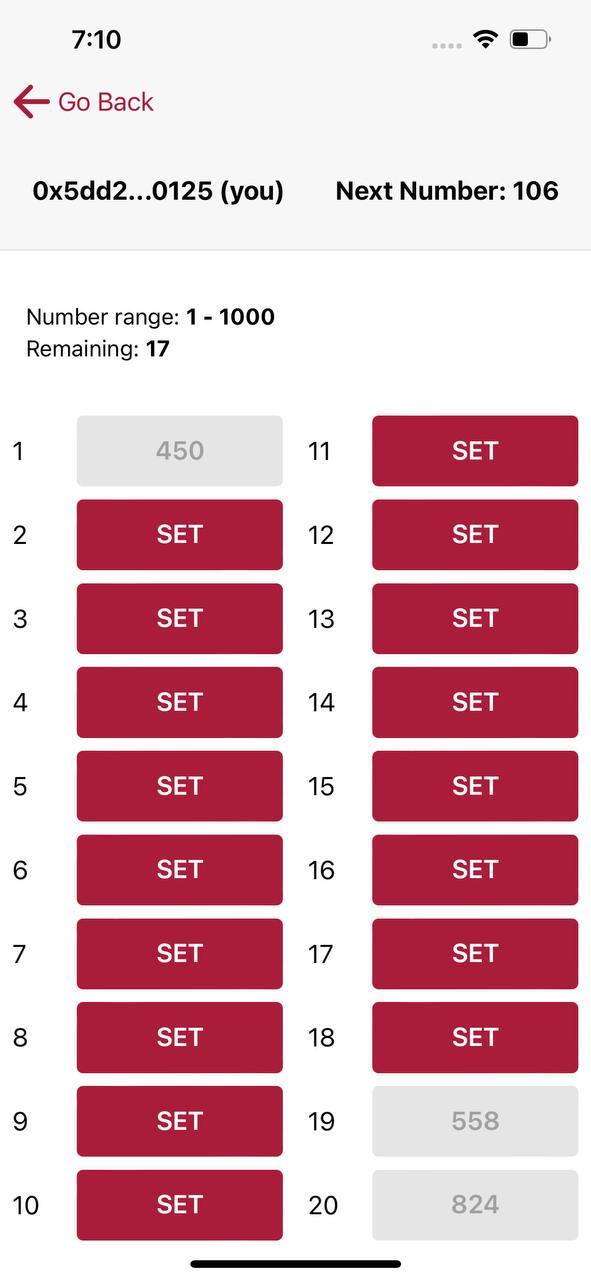 7:10
Go Back
0x5dd2...0125 (you) Next Number: 106
Number range: 1 - 1000
Remaining: 17
1 450 11 SET
2 SET 12 SET
3 SET 13 SET
4 SET 14 SET
5 SET 15 SET
6 SET 16 SET
7 SET 17 SET
8 SET 18 SET
9 SET 19 558
10 SET 20 824